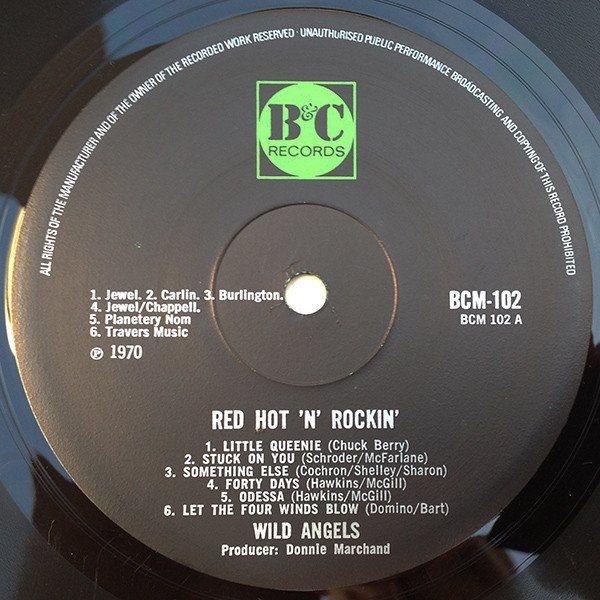 ALL RIGHTS OF THE MANUFACTURER AND OF THE OWNER OF THE RECORDED WORK RESERVED · UNAUTHORISED PUBLIC PERFORMANCE BROADCASTING AND COPYING OF THIS RECORD PROHIBITED
B&C
RECORDS
1. Jewel. 2. Carlin. 3. Burlington.
4. Jewel/Chappell.
5. Planetery Nom
6. Travers Music
℗ 1970
BCM-102
BCM 102 A
RED HOT 'N' ROCKIN'
1. LITTLE QUEENIE (Chuck Berry)
2. STUCK ON YOU (Schroder/McFarlane)
3. SOMETHING ELSE (Cochron/Shelley/Sharon)
4. FORTY DAYS (Hawkins/McGill)
5. ODESSA (Hawkins/McGill)
6. LET THE FOUR WINDS BLOW (Domino/Bart)
WILD ANGELS
Producer: Donnie Marchand